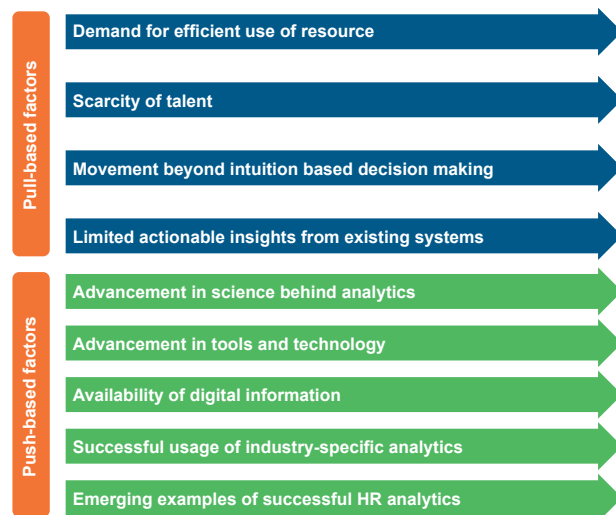 Pull-based factors
Demand for efficient use of resource
Scarcity of talent
Movement beyond intuition based decision making
Limited actionable insights from existing systems
Push-based factors
Advancement in science behind analytics
Advancement in tools and technology
Availability of digital information
Successful usage of industry-specific analytics
Emerging examples of successful HR analytics